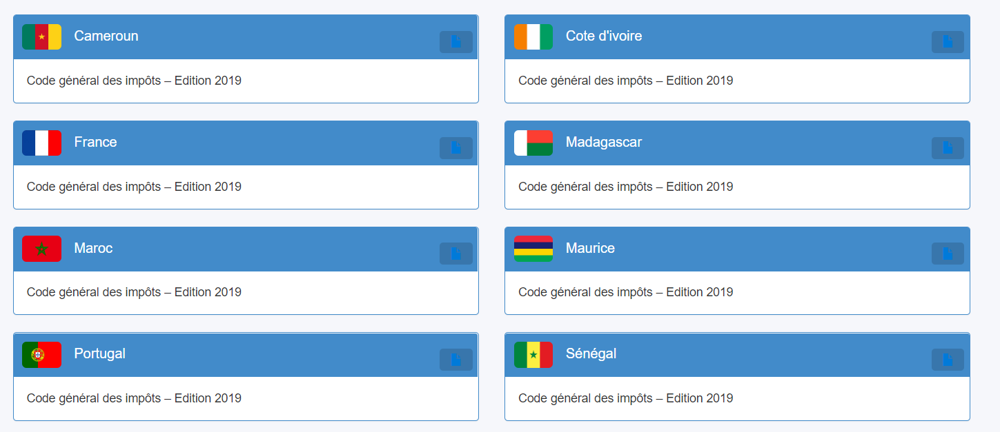 Cameroun
Code général des impôts – Edition 2019
Cote d'ivoire
Code général des impôts – Edition 2019
France
Code général des impôts – Edition 2019
Madagascar
Code général des impôts – Edition 2019
Maroc
Code général des impôts – Edition 2019
Maurice
Code général des impôts – Edition 2019
Portugal
Code général des impôts – Edition 2019
Sénégal
Code général des impôts – Edition 2019